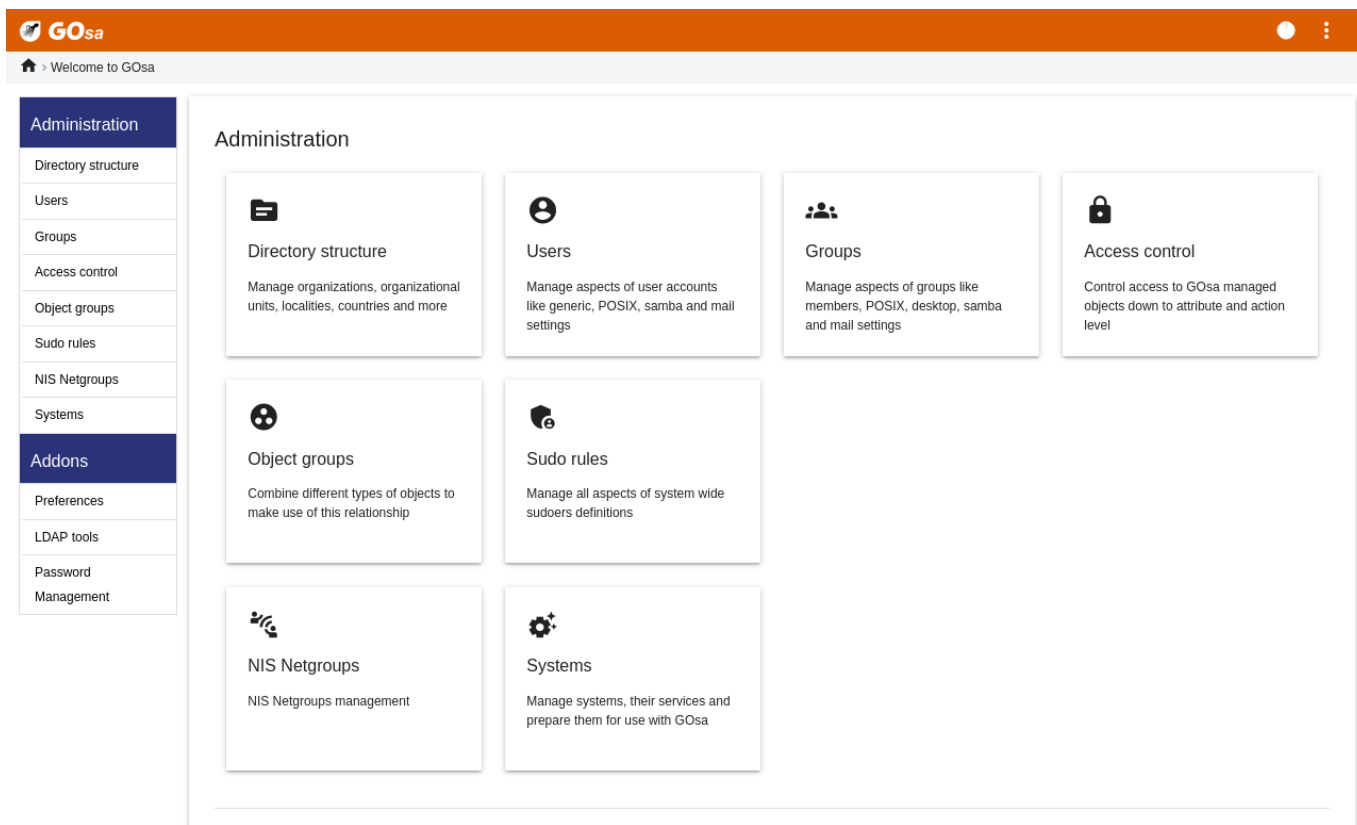 GOsa
› Welcome to GOsa
Administration
Directory structure
Users
Groups
Access control
Object groups
Sudo rules
NIS Netgroups
Systems
Addons
Preferences
LDAP tools
Password
Management
Administration
Directory structure
Manage organizations, organizational
units, localities, countries and more
Users
Manage aspects of user accounts
like generic, POSIX, samba and mail
settings
Groups
Manage aspects of groups like
members, POSIX, desktop, samba
and mail settings
Access control
Control access to GOsa managed
objects down to attribute and action
level
Object groups
Combine different types of objects to
make use of this relationship
Sudo rules
Manage all aspects of system wide
sudoers definitions
NIS Netgroups
NIS Netgroups management
Systems
Manage systems, their services and
prepare them for use with GOsa